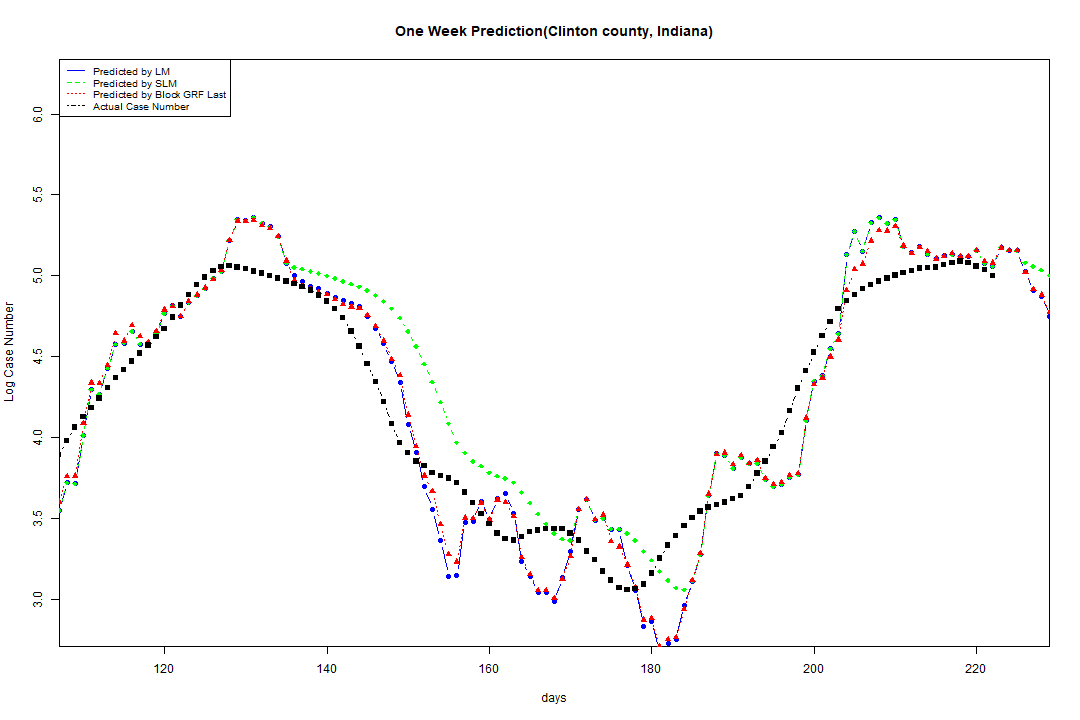 One Week Prediction(Clinton county, Indiana)
Predicted by LM
Predicted by SLM
Predicted by Block GRF Last
Actual Case Number
Log Case Number
6.0
5.5
5.0
4.5
4.0
3.5
3.0
120 140 160 180 200 220
days